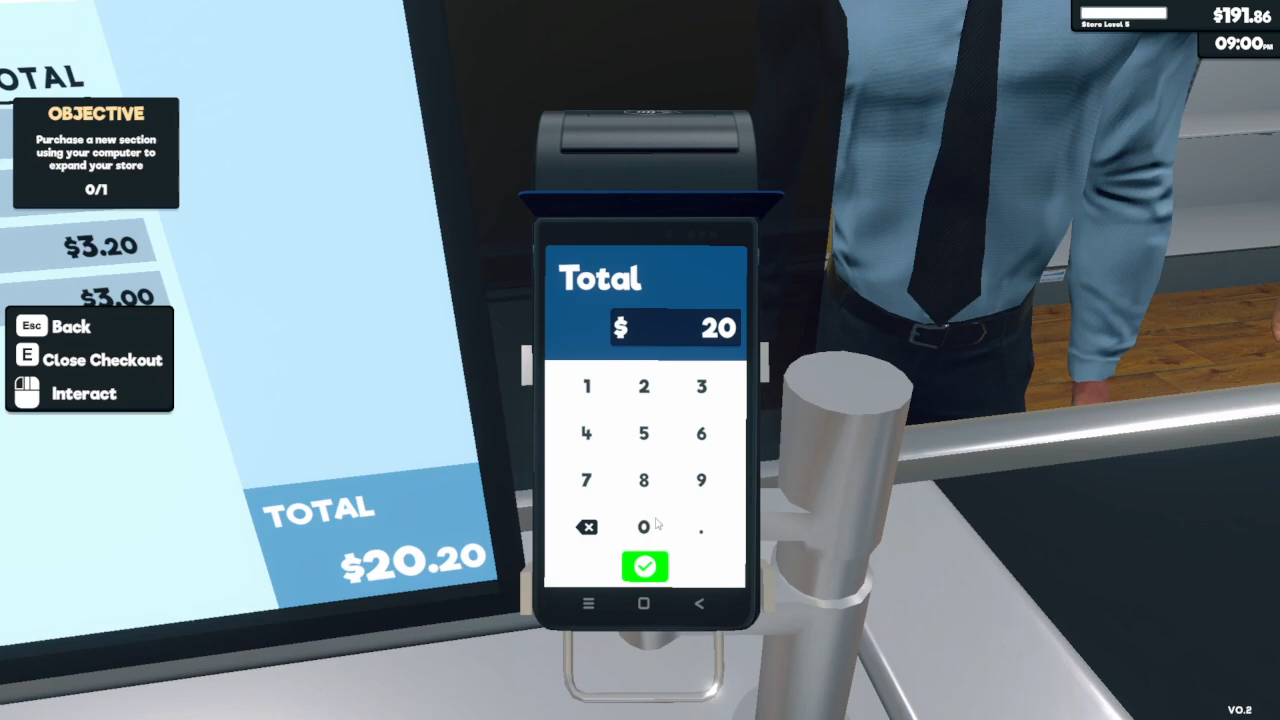 $191.86
Store Level 5
09:00PM
OTAL
OBJECTIVE
Purchase a new section
using your computer to
expand your store
0/1
$3.20
$3.00
Esc Back
E Close Checkout
Interact
TOTAL
$20.20
Total
$ 20
1 2 3
4 5 6
7 8 9
0 .
V0.2